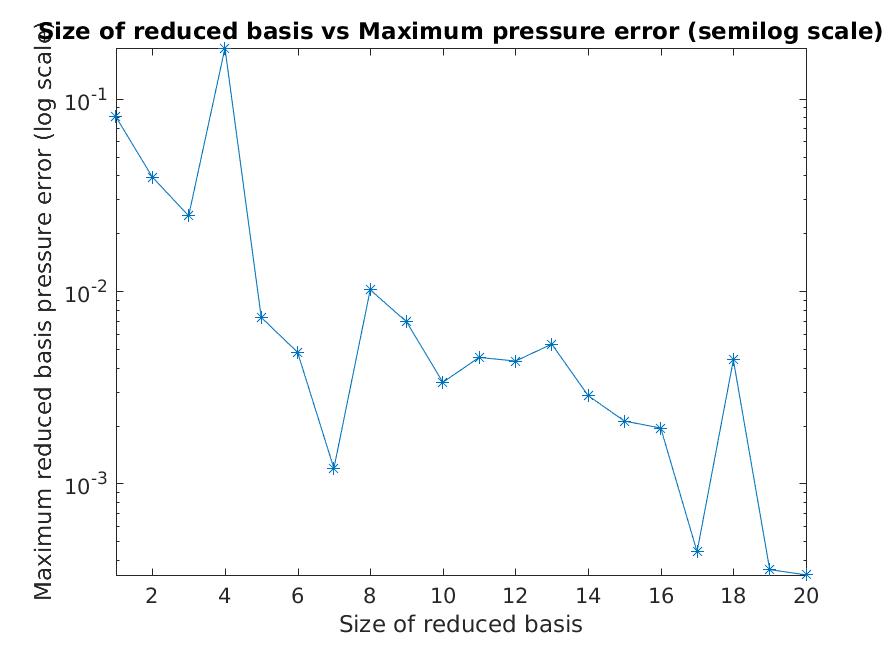 Size of reduced basis vs Maximum pressure error (semilog scale)
Maximum reduced basis pressure error (log scale)
10-1
10-2
10-3
2 4 6 8 10 12 14 16 18 20
Size of reduced basis